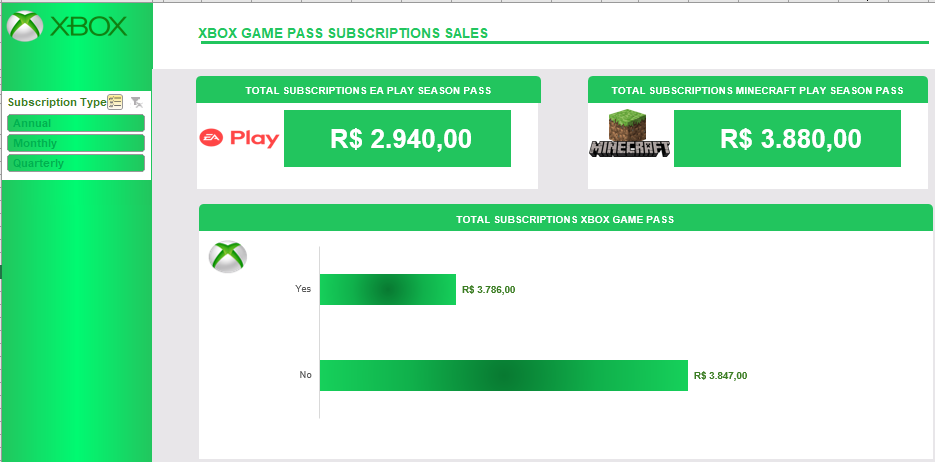 XBOX
XBOX GAME PASS SUBSCRIPTIONS SALES
Subscription Type
Annual
Monthly
Quarterly
TOTAL SUBSCRIPTIONS EA PLAY SEASON PASS
EA Play
R$ 2.940,00
TOTAL SUBSCRIPTIONS MINECRAFT PLAY SEASON PASS
MINECRAFT
R$ 3.880,00
TOTAL SUBSCRIPTIONS XBOX GAME PASS
Yes
R$ 3.786,00
No
R$ 3.847,00